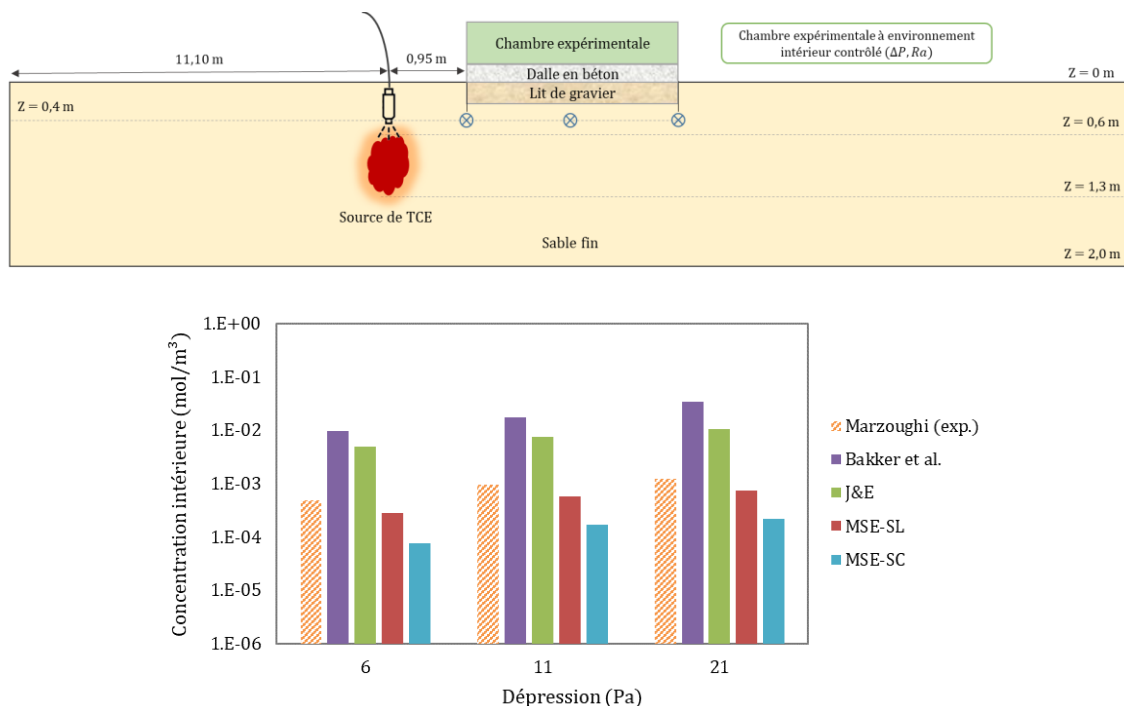 11,10 m
0,95 m
Chambre expérimentale
Dalle en béton
Lit de gravier
Chambre expérimentale à environnement
intérieur contrôlé (ΔP, Ra)
Z = 0 m
Z = 0,4 m
Z = 0,6 m
Z = 1,3 m
Source de TCE
Sable fin
Z = 2,0 m
Concentration intérieure (mol/m³)
1.E+00
1.E-01
1.E-02
1.E-03
1.E-04
1.E-05
1.E-06
6
11
21
Dépression (Pa)
Marzoughi (exp.)
Bakker et al.
J&E
MSE-SL
MSE-SC